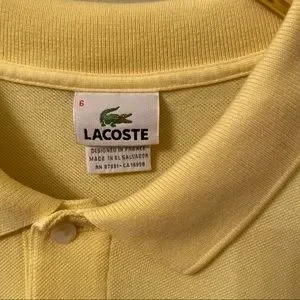 6
LACOSTE
DESIGNED IN FRANCE
MADE IN EL SALVADOR